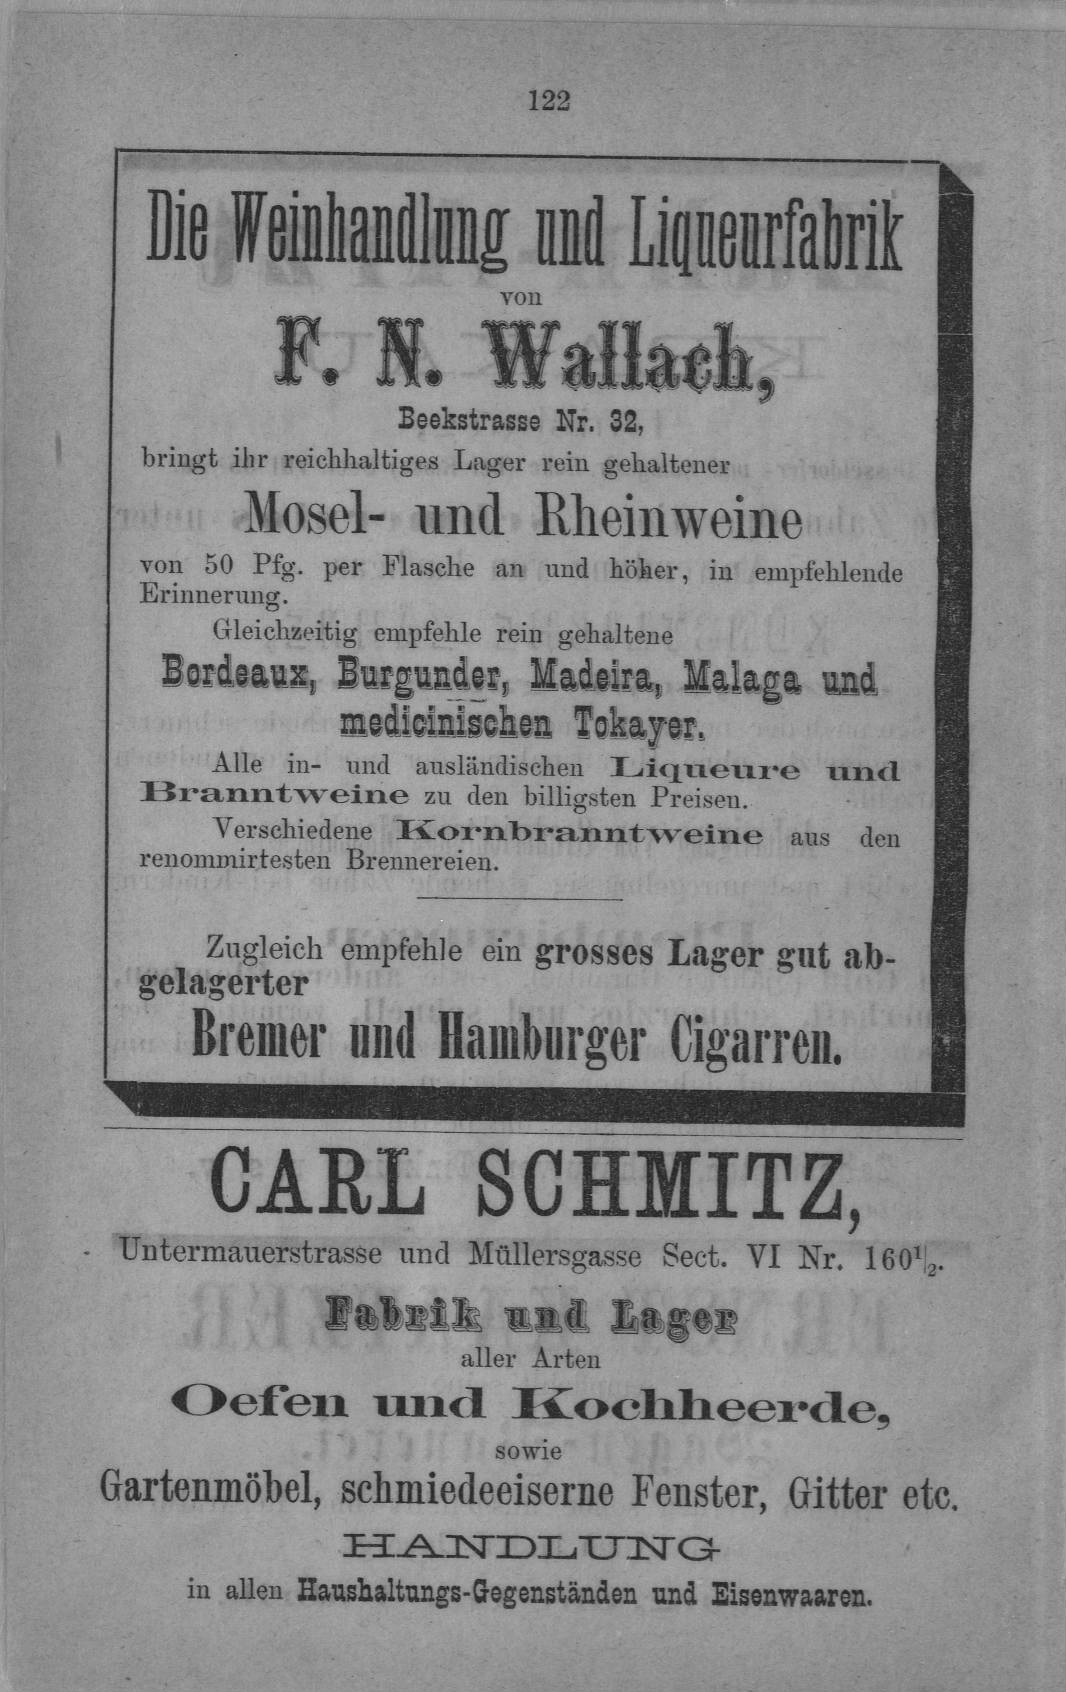 122
Die Weinhandlung und Liqueurfabrik
von
F. N. Wallach,
Beekstrasse Nr. 32,
bringt ihr reichhaltiges Lager rein gehaltener
Mosel- und Rheinweine
von 50 Pfg. per Flasche an und höher, in empfehlende
Erinnerung.
Gleichzeitig empfehle rein gehaltene
Bordeaux, Burgunder, Madeira, Malaga und
medicinischen Tokayer.
Alle in- und ausländischen Liqueure und
Branntweine zu den billigsten Preisen.
Verschiedene Kornbranntweine aus den
renommirtesten Brennereien.
Zugleich empfehle ein grosses Lager gut ab-
gelagerter
Bremer und Hamburger Cigarren.
CARL SCHMITZ,
Untermauerstrasse und Müllersgasse Sect. VI Nr. 160½.
Fabrik und Lager
aller Arten
Oefen und Kochheerde,
sowie
Gartenmöbel, schmiedeeiserne Fenster, Gitter etc.
HANDLUNG
in allen Haushaltungs-Gegenständen und Eisenwaaren.